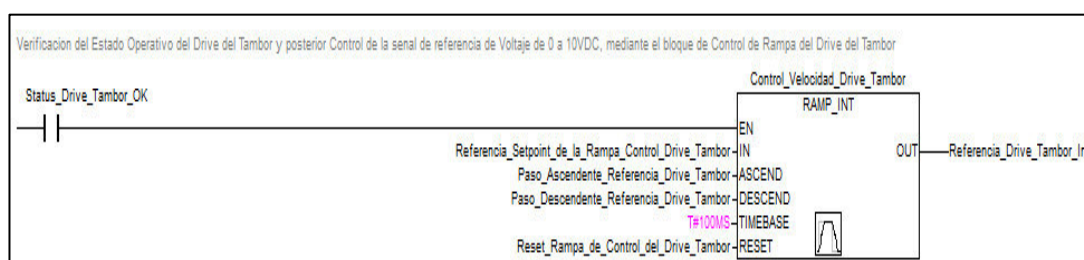 Verificacion del Estado Operativo del Drive del Tambor y posterior Control de la senal de referencia de Voltaje de 0 a 10VDC, mediante el bloque de Control de Rampa del Drive del Tambor
Control_Velocidad_Drive_Tambor
Status_Drive_Tambor_OK
RAMP_INT
EN
Referencia_Setpoint_de_la_Rampa_Control_Drive_Tambor IN OUT Referencia_Drive_Tambor_In
Paso_Ascendente_Referencia_Drive_Tambor ASCEND
Paso_Descendente_Referencia_Drive_Tambor DESCEND
T#100MS TIMEBASE
Reset_Rampa_de_Control_del_Drive_Tambor RESET